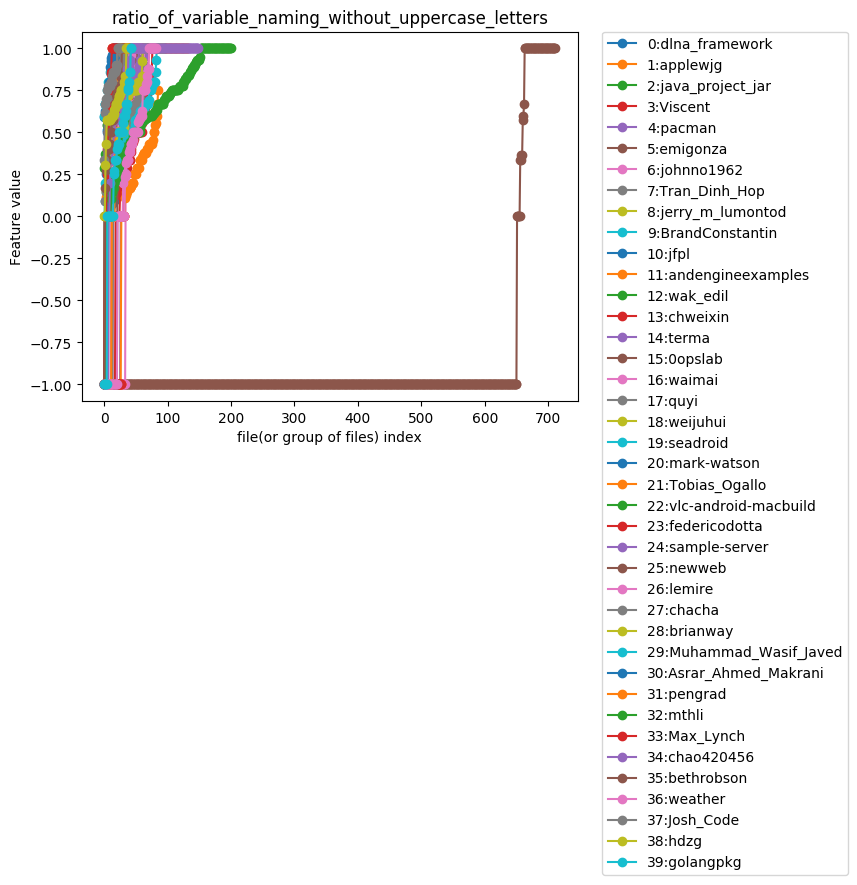 ratio_of_variable_naming_without_uppercase_letters
1.00
0.75
0.50
0.25
0.00
−0.25
−0.50
−0.75
−1.00
Feature value
0 100 200 300 400 500 600 700
file(or group of files) index
0:dlna_framework
1:applewjg
2:java_project_jar
3:Viscent
4:pacman
5:emigonza
6:johnno1962
7:Tran_Dinh_Hop
8:jerry_m_lumontod
9:BrandConstantin
10:jfpl
11:andengineexamples
12:wak_edil
13:chweixin
14:terma
15:0opslab
16:waimai
17:quyi
18:weijuhui
19:seadroid
20:mark-watson
21:Tobias_Ogallo
22:vlc-android-macbuild
23:federicodotta
24:sample-server
25:newweb
26:lemire
27:chacha
28:brianway
29:Muhammad_Wasif_Javed
30:Asrar_Ahmed_Makrani
31:pengrad
32:mthli
33:Max_Lynch
34:chao420456
35:bethrobson
36:weather
37:Josh_Code
38:hdzg
39:golangpkg